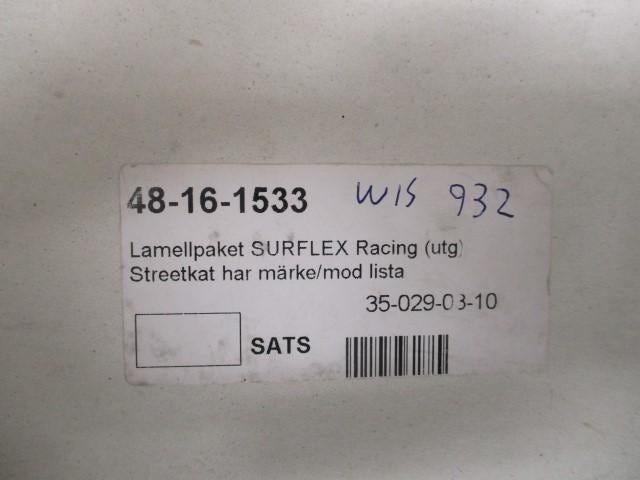 48-16-1533 WIS 932
Lamellpaket SURFLEX Racing (utg)
Streetkat har märke/mod lista
35-029-03-10
SATS